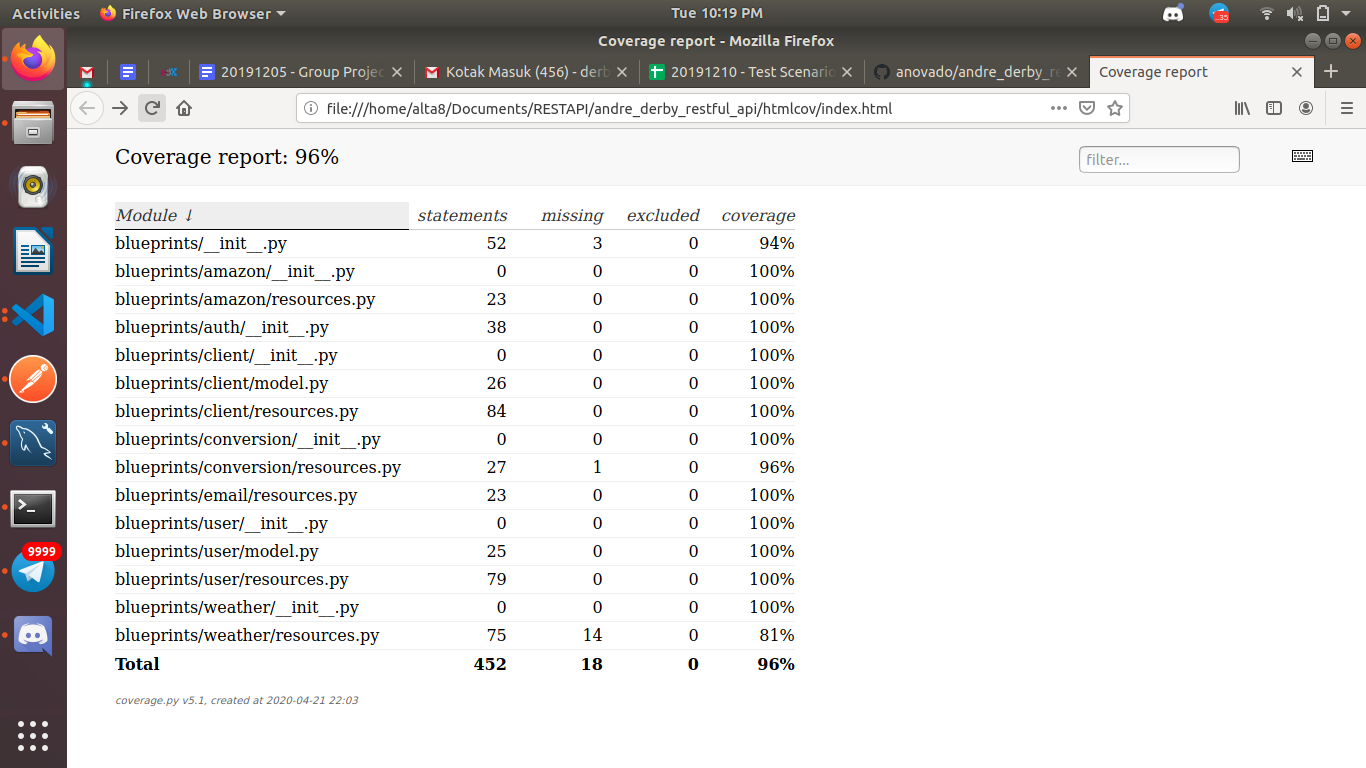 Activities Firefox Web Browser Tue 10:19 PM 35
Coverage report - Mozilla Firefox
20191205 - Group Projec Kotak Masuk (456) - derb 20191210 - Test Scenario anovado/andre_derby_re Coverage report
file:///home/alta8/Documents/RESTAPI/andre_derby_restful_api/htmlcov/index.html
Coverage report: 96% filter...
Module ↓ statements missing excluded coverage
blueprints/__init__.py 52 3 0 94%
blueprints/amazon/__init__.py 0 0 0 100%
blueprints/amazon/resources.py 23 0 0 100%
blueprints/auth/__init__.py 38 0 0 100%
blueprints/client/__init__.py 0 0 0 100%
blueprints/client/model.py 26 0 0 100%
blueprints/client/resources.py 84 0 0 100%
blueprints/conversion/__init__.py 0 0 0 100%
blueprints/conversion/resources.py 27 1 0 96%
blueprints/email/resources.py 23 0 0 100%
blueprints/user/__init__.py 0 0 0 100%
blueprints/user/model.py 25 0 0 100%
blueprints/user/resources.py 79 0 0 100%
blueprints/weather/__init__.py 0 0 0 100%
blueprints/weather/resources.py 75 14 0 81%
Total 452 18 0 96%
coverage.py v5.1, created at 2020-04-21 22:03
9999